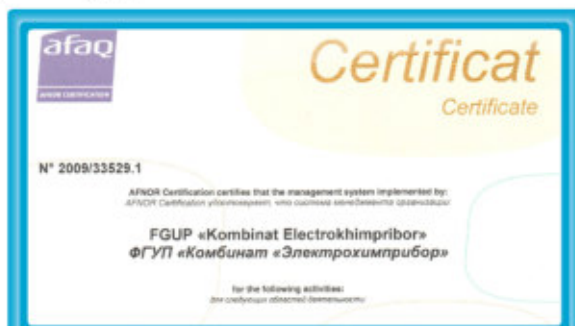 afaq
AFNOR CERTIFICATION
Certificat
Certificate
N° 2009/33529.1
AFNOR Certification certifies that the management system implemented by:
AFNOR Certification удостоверяет, что система менеджмента организации:
FGUP «Kombinat Electrokhimpribor»
ФГУП «Комбинат «Электрохимприбор»
for the following activities:
для следующих областей деятельности